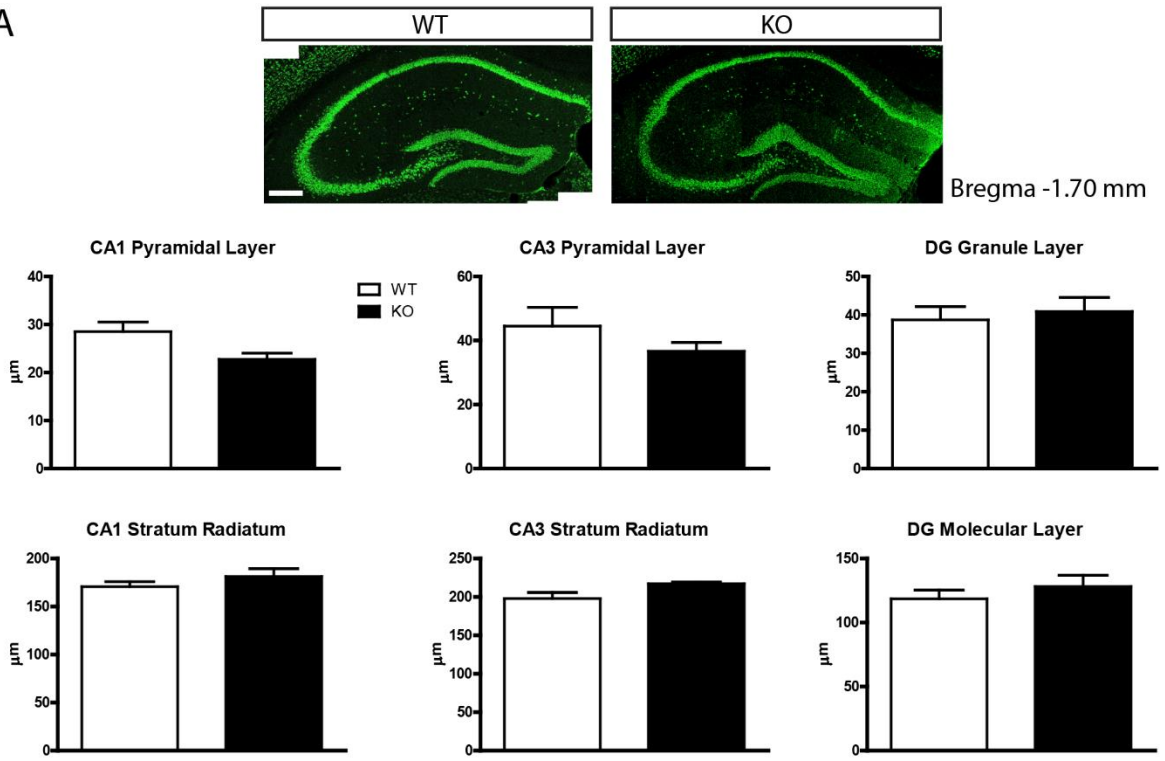 A
WT
KO
Bregma -1.70 mm
CA1 Pyramidal Layer
40
30
20
10
0
µm
WT
KO
CA3 Pyramidal Layer
60
40
20
0
µm
DG Granule Layer
50
40
30
20
10
0
µm
CA1 Stratum Radiatum
200
150
100
50
0
µm
CA3 Stratum Radiatum
250
200
150
100
50
0
µm
DG Molecular Layer
150
100
50
0
µm